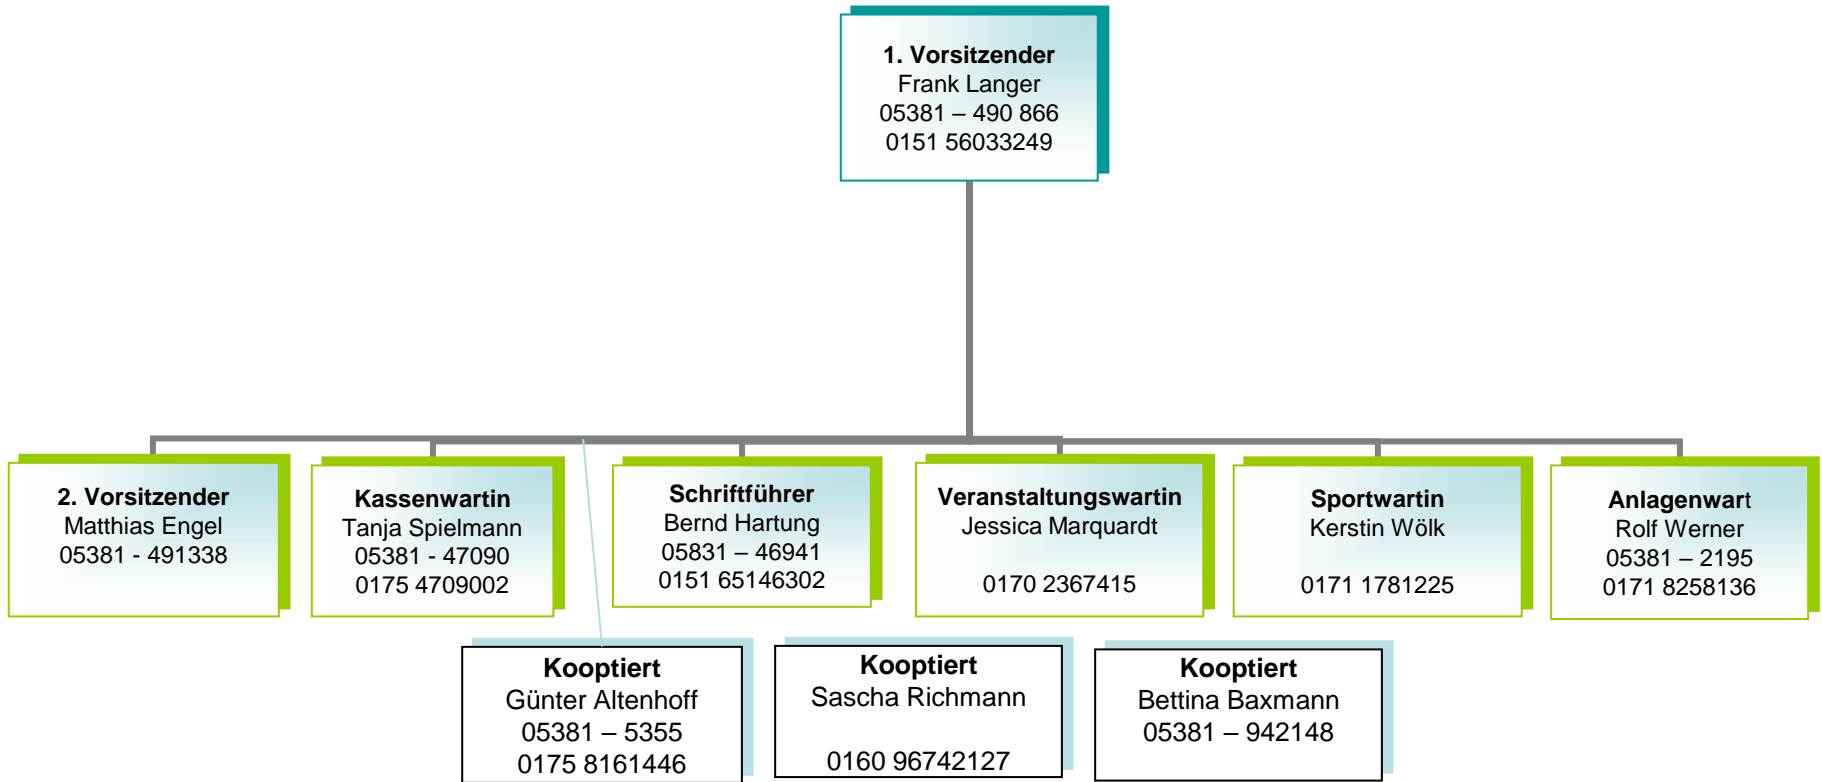 1. Vorsitzender
Frank Langer
05381 – 490 866
0151 56033249
2. Vorsitzender
Matthias Engel
05381 - 491338
Kassenwartin
Tanja Spielmann
05381 - 47090
0175 4709002
Schriftführer
Bernd Hartung
05831 – 46941
0151 65146302
Veranstaltungswartin
Jessica Marquardt
0170 2367415
Sportwartin
Kerstin Wölk
0171 1781225
Anlagenwart
Rolf Werner
05381 – 2195
0171 8258136
Kooptiert
Günter Altenhoff
05381 – 5355
0175 8161446
Kooptiert
Sascha Richmann
0160 96742127
Kooptiert
Bettina Baxmann
05381 – 942148